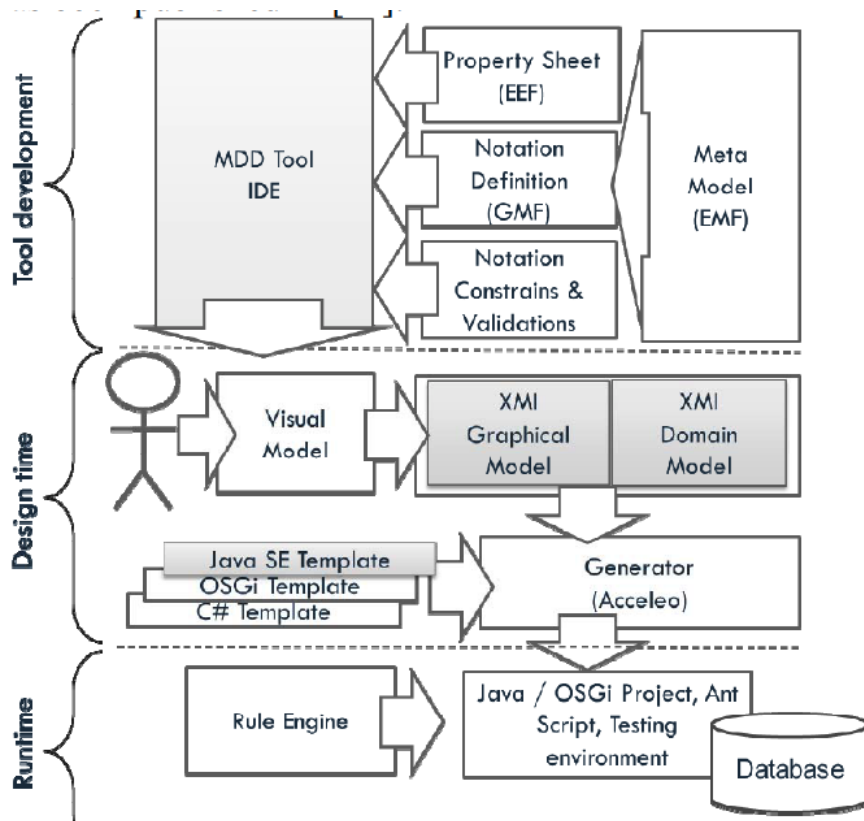 Tool development
Property Sheet
(EEF)
MDD Tool
IDE
Notation
Definition
(GMF)
Meta
Model
(EMF)
Notation
Constrains &
Validations
Design time
Visual
Model
XMI
Graphical
Model
XMI
Domain
Model
Java SE Template
OSGi Template
C# Template
Generator
(Acceleo)
Runtime
Rule Engine
Java / OSGi Project, Ant
Script, Testing
environment
Database